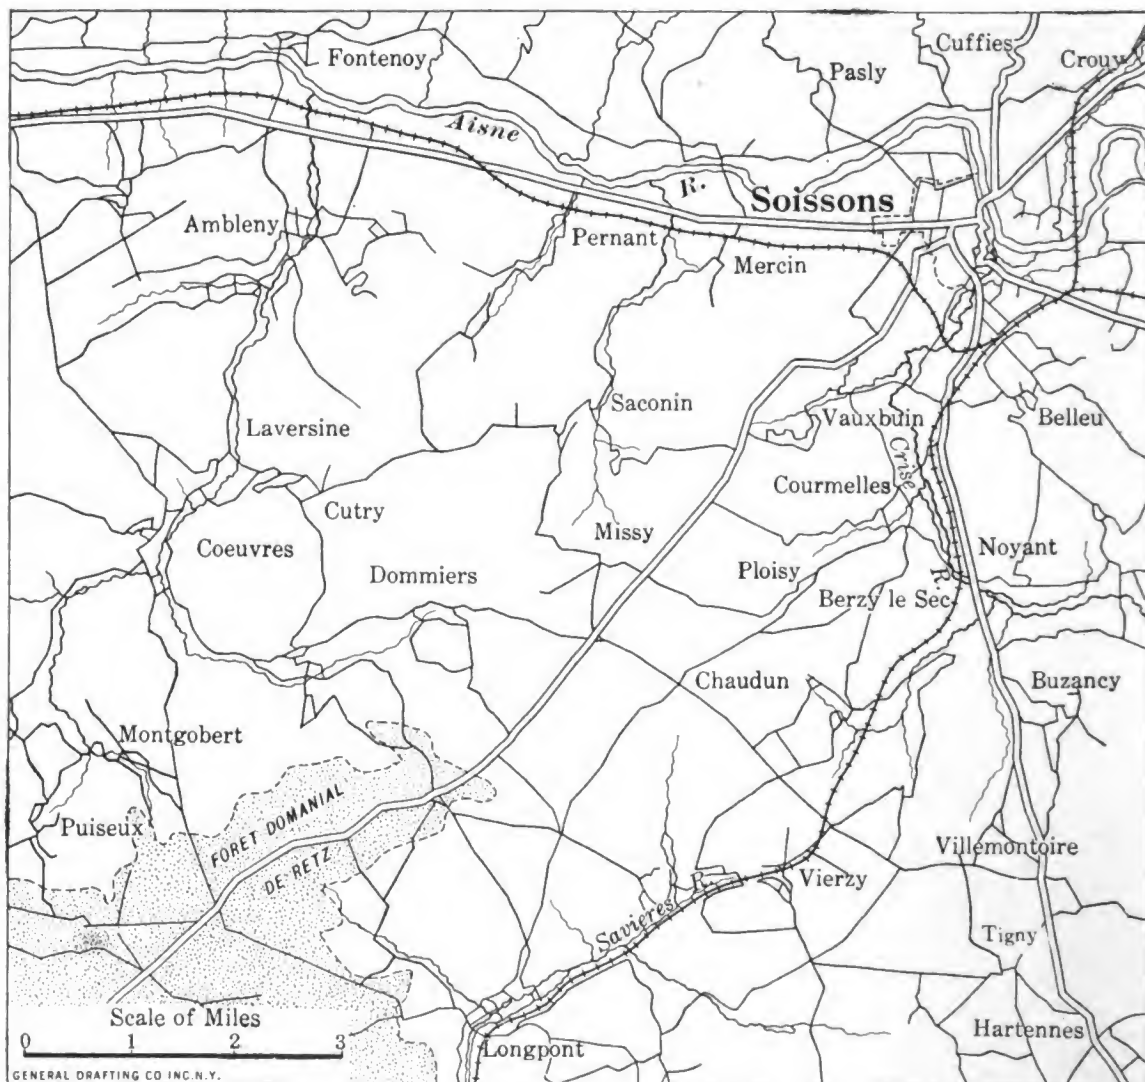 Cuffies
Fontenoy
Crouy
Pasly
Aisne R.
Soissons
Ambleny
Pernant
Mercin
Saconin
Vauxbuin
Belleu
Laversine
Crise R.
Courmelles
Cutry
Missy
Coeuvres
Noyant
Dommiers
Ploisy
Berzy le Sec
Chaudun
Buzancy
Montgobert
FORET DOMANIAL
DE RETZ
Puiseux
Villemontoire
Vierzy
Savieres R.
Tigny
Scale of Miles
0 1 2 3
Hartennes
Longpont
GENERAL DRAFTING CO INC. N.Y.